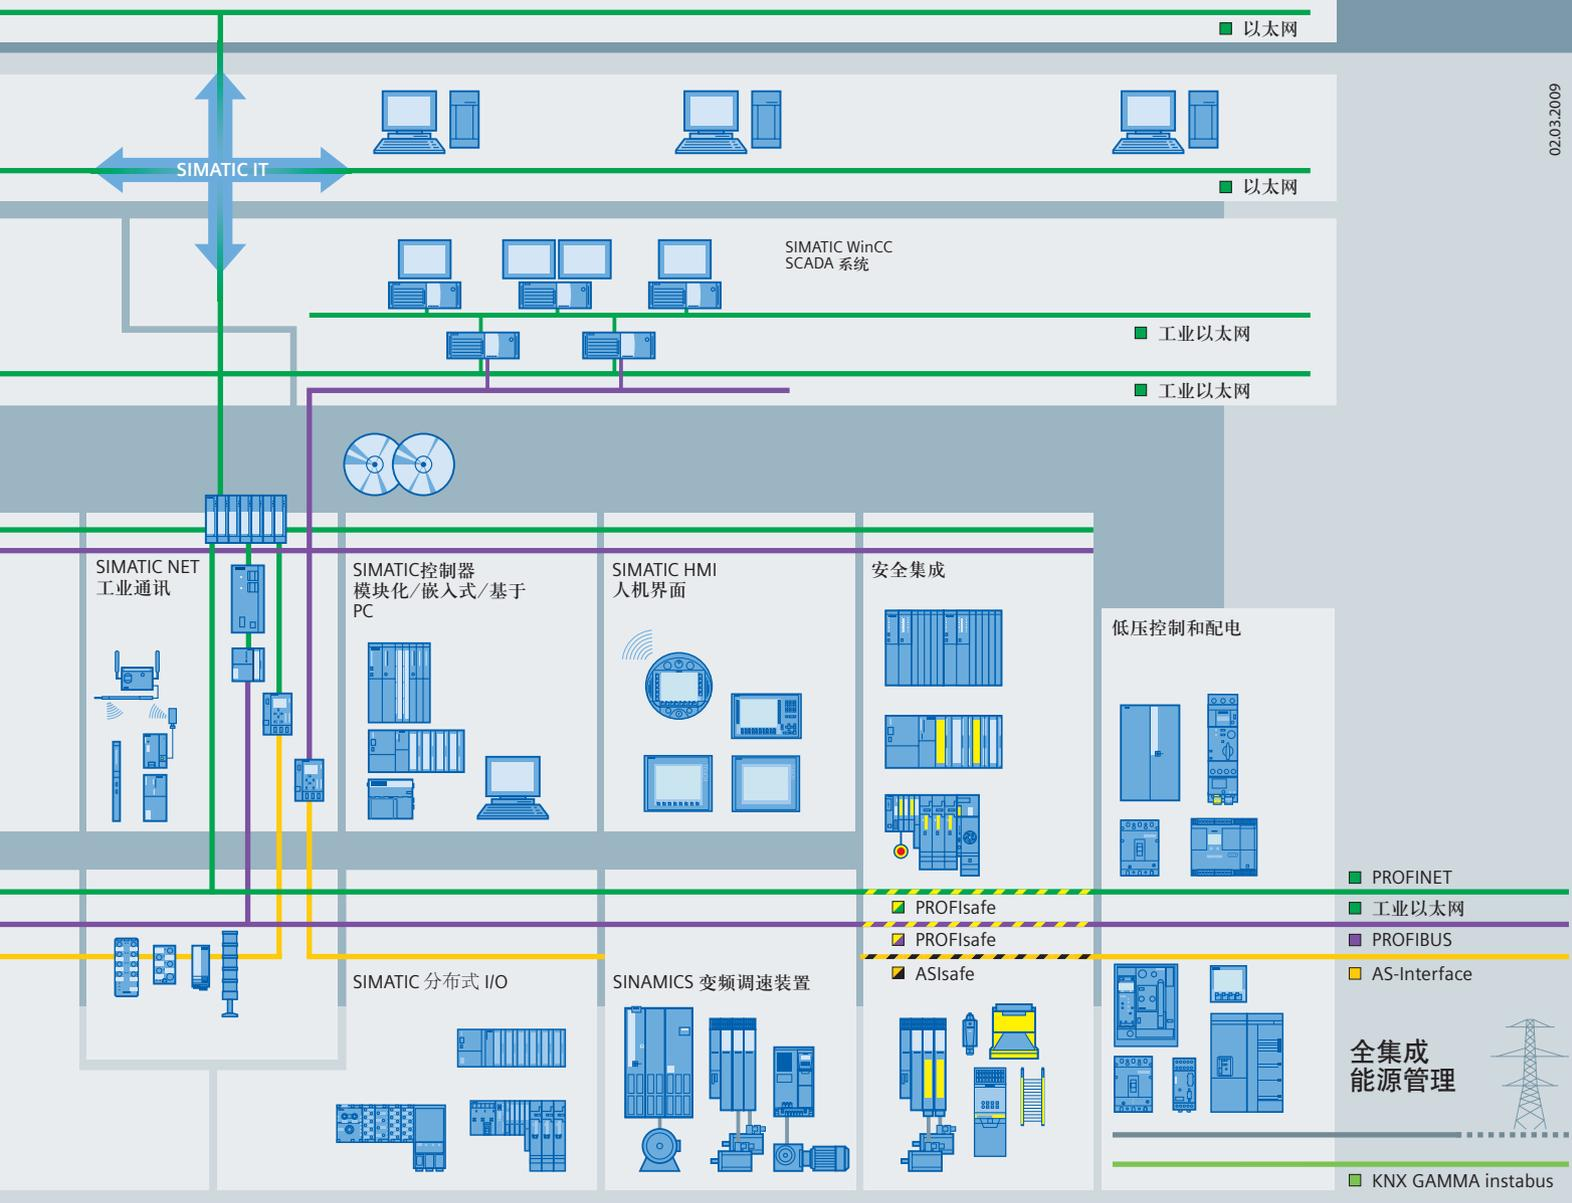 以太网
02.03.2009
SIMATIC IT
以太网
SIMATIC WinCC
SCADA 系统
工业以太网
工业以太网
SIMATIC NET
工业通讯
SIMATIC控制器
模块化/嵌入式/基于
PC
SIMATIC HMI
人机界面
安全集成
低压控制和配电
PROFINET
PROFIsafe
工业以太网
PROFIsafe
PROFIBUS
ASIsafe
AS-Interface
SIMATIC 分布式 I/O
SINAMICS 变频调速装置
全集成
能源管理
KNX GAMMA instabus